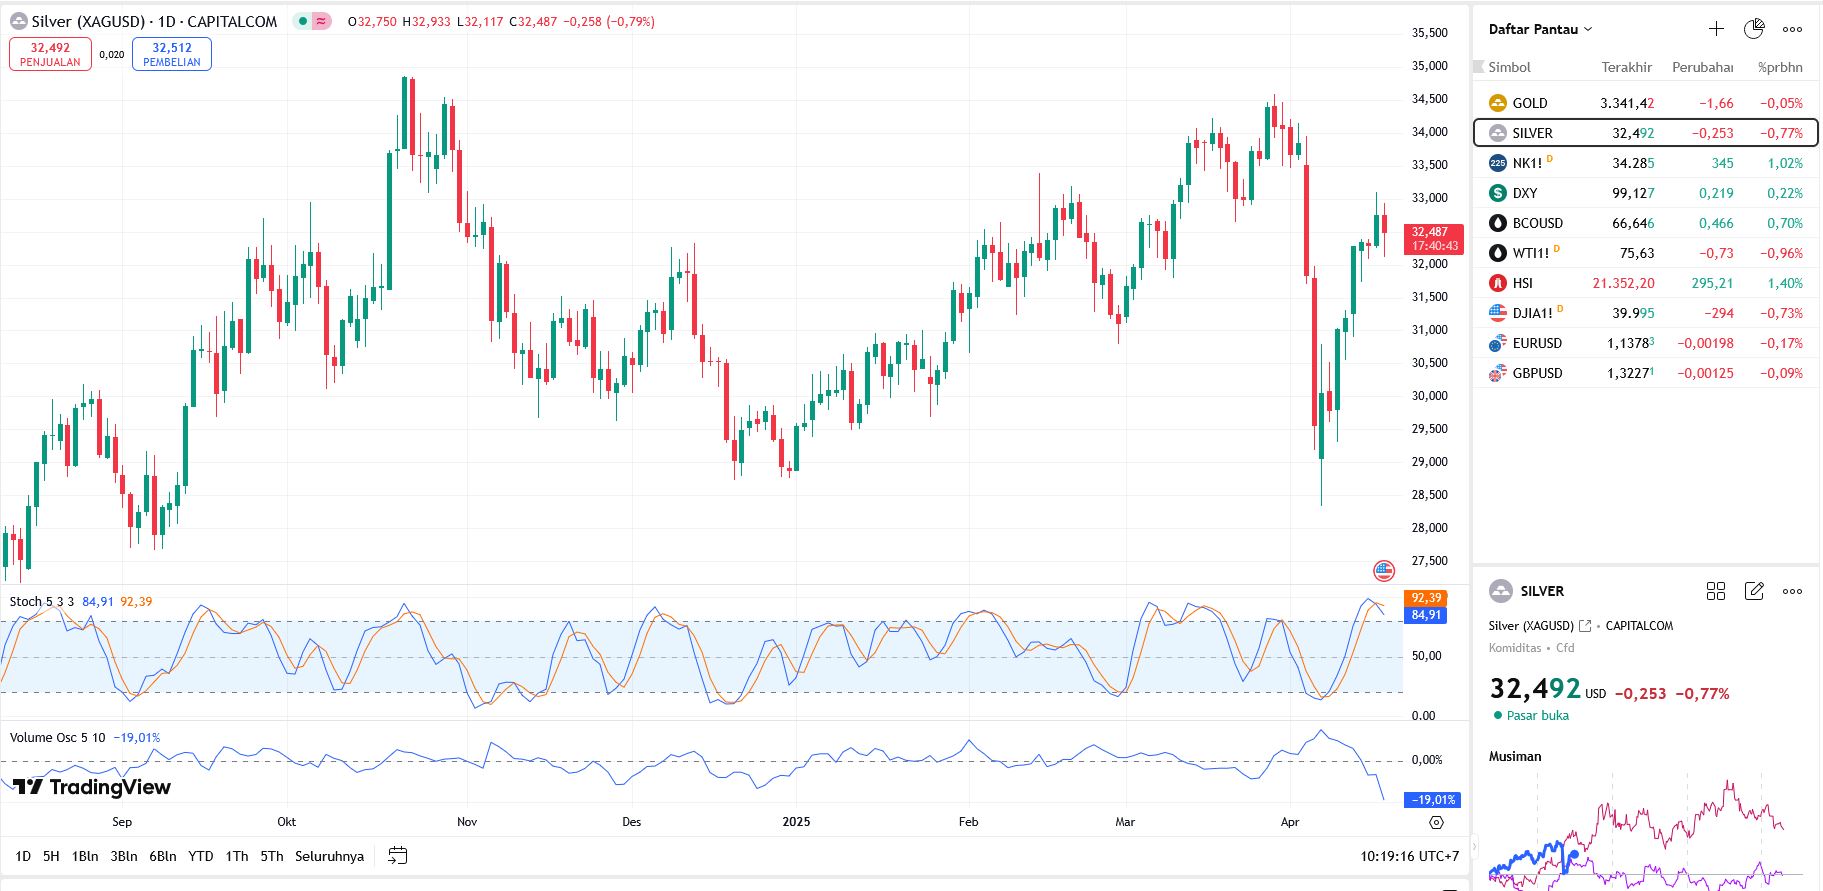 Silver (XAGUSD) · 1D · CAPITALCOM O32,750 H32,933 L32,117 C32,487 −0,258 (−0,79%)
32,492 PENJUALAN
0,020
32,512 PEMBELIAN
35,500
35,000
34,500
34,000
33,500
33,000
32,487
17:40:43
32,000
31,500
31,000
30,500
30,000
29,500
29,000
28,500
28,000
27,500
Stoch 5 3 3 84,91 92,39
92,39
84,91
50,00
0.00
Volume Osc 5 10 −19,01%
0,00%
−19,01%
TradingView
Sep Okt Nov Des 2025 Feb Mar Apr
1D 5H 1Bln 3Bln 6Bln YTD 1Th 5Th Seluruhnya
10:19:16 UTC+7
Daftar Pantau
Simbol Terakhir Perubahan %prbhn
GOLD 3.341,42 −1,66 −0,05%
SILVER 32,492 −0,253 −0,77%
225 NK1! D 34.285 345 1,02%
$ DXY 99,127 0,219 0,22%
BCOUSD 66,646 0,466 0,70%
WTI1! D 75,63 −0,73 −0,96%
HSI 21.352,20 295,21 1,40%
DJIA1! D 39.995 −294 −0,73%
EURUSD 1,13783 −0,00198 −0,17%
GBPUSD 1,32271 −0,00125 −0,09%
SILVER
Silver (XAGUSD) • CAPITALCOM
Komiditas • Cfd
32,492 USD −0,253 −0,77%
Pasar buka
Musiman